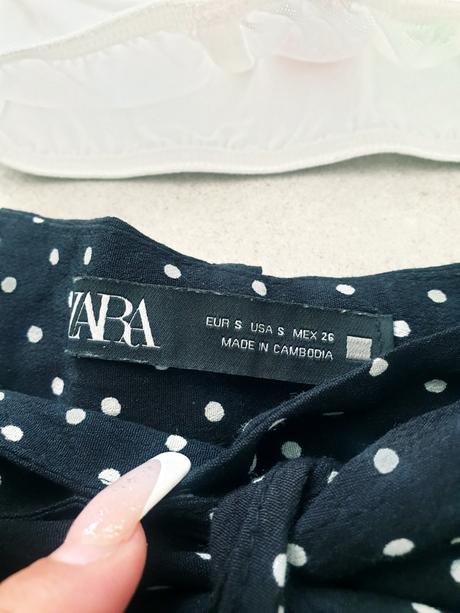 ZARA
EUR S USA S MEX 26
MADE IN CAMBODIA